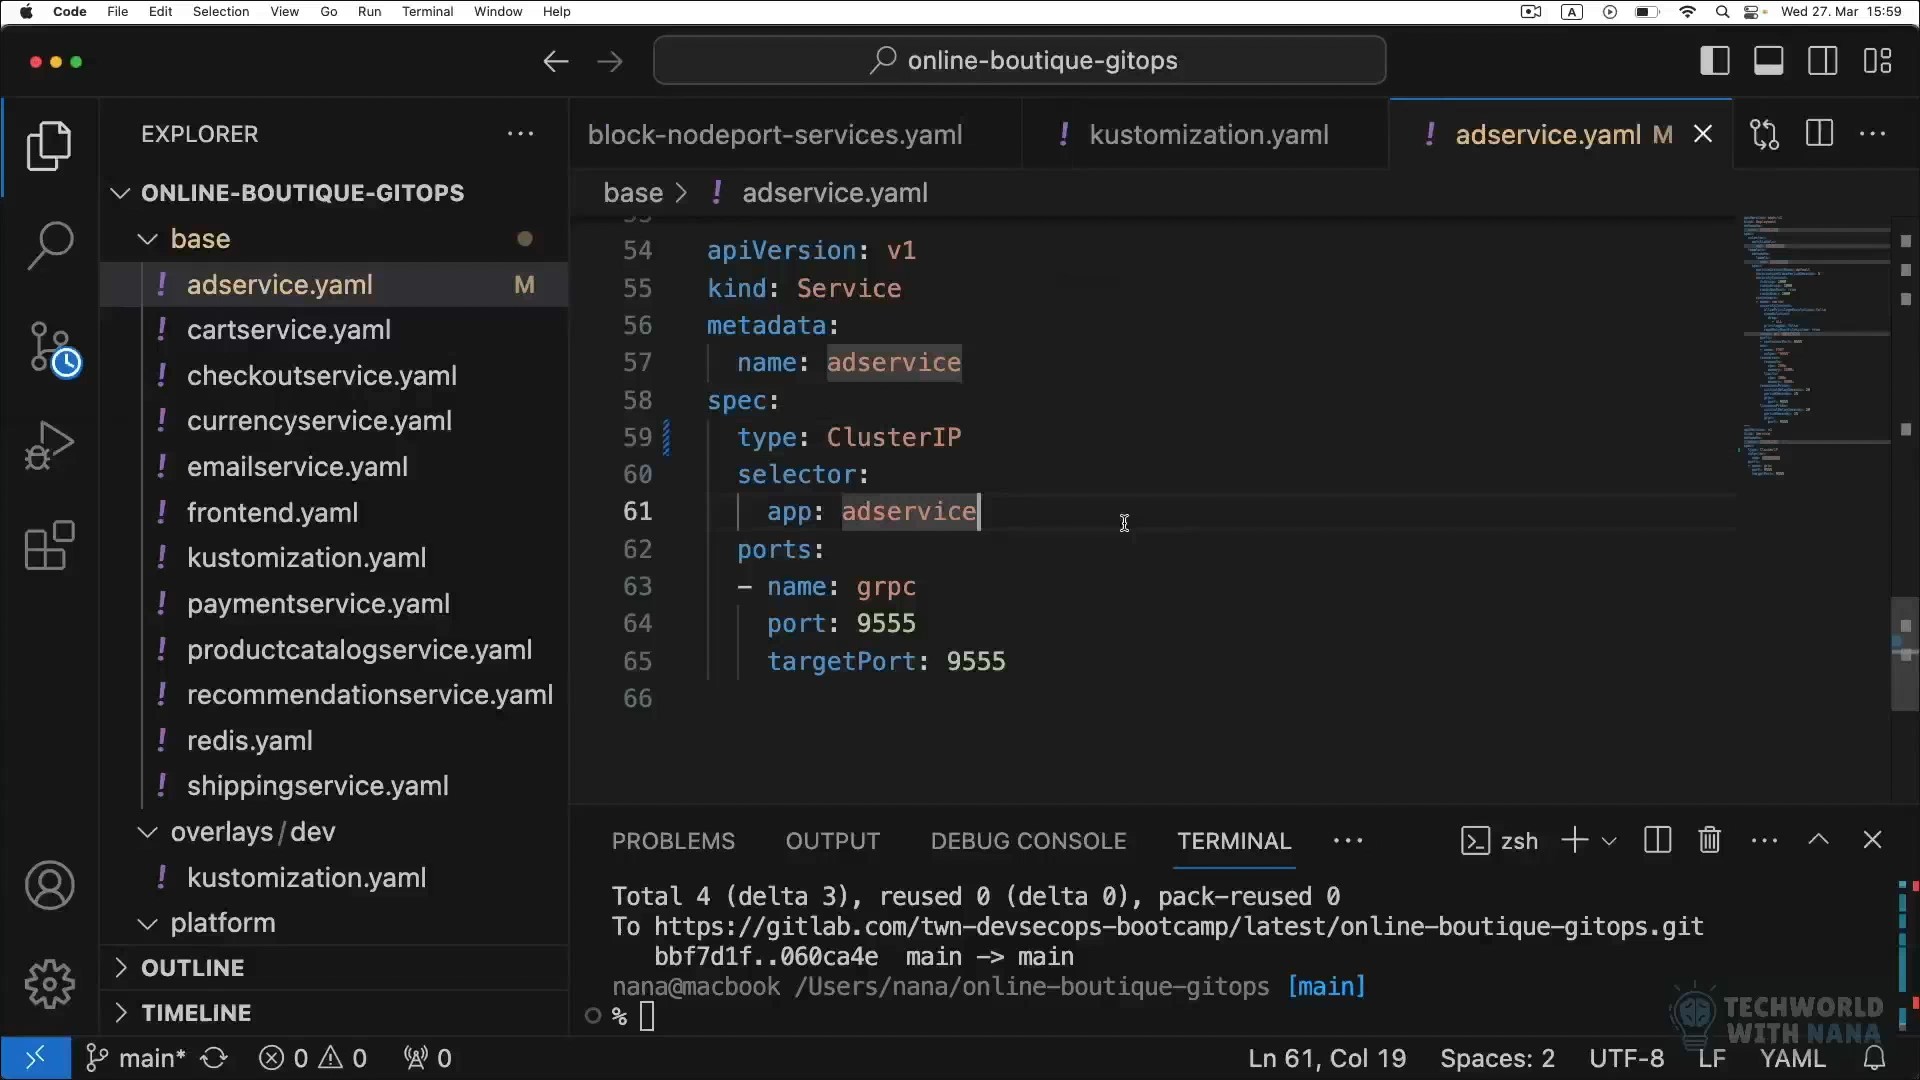 Code File Edit Selection View Go Run Terminal Window Help A Wed 27. Mar 15:59
online-boutique-gitops
EXPLORER ···
block-nodeport-services.yaml ! kustomization.yaml ! adservice.yaml M
ONLINE-BOUTIQUE-GITOPS
base > ! adservice.yaml
base
! adservice.yaml M
! cartservice.yaml
! checkoutservice.yaml
! currencyservice.yaml
! emailservice.yaml
! frontend.yaml
! kustomization.yaml
! paymentservice.yaml
! productcatalogservice.yaml
! recommendationservice.yaml
! redis.yaml
! shippingservice.yaml
overlays / dev
! kustomization.yaml
platform
OUTLINE
TIMELINE
53
54 apiVersion: v1
55 kind: Service
56 metadata:
57 name: adservice
58 spec:
59 type: ClusterIP
60 selector:
61 app: adservice
62 ports:
63 - name: grpc
64 port: 9555
65 targetPort: 9555
66
PROBLEMS OUTPUT DEBUG CONSOLE TERMINAL ··· zsh
Total 4 (delta 3), reused 0 (delta 0), pack-reused 0
To https://gitlab.com/twn-devsecops-bootcamp/latest/online-boutique-gitops.git
bbf7d1f..060ca4e main -> main
nana@macbook /Users/nana/online-boutique-gitops [main]
%
TECHWORLD
WITH NANA
main* 0 0 0 Ln 61, Col 19 Spaces: 2 UTF-8 LF YAML